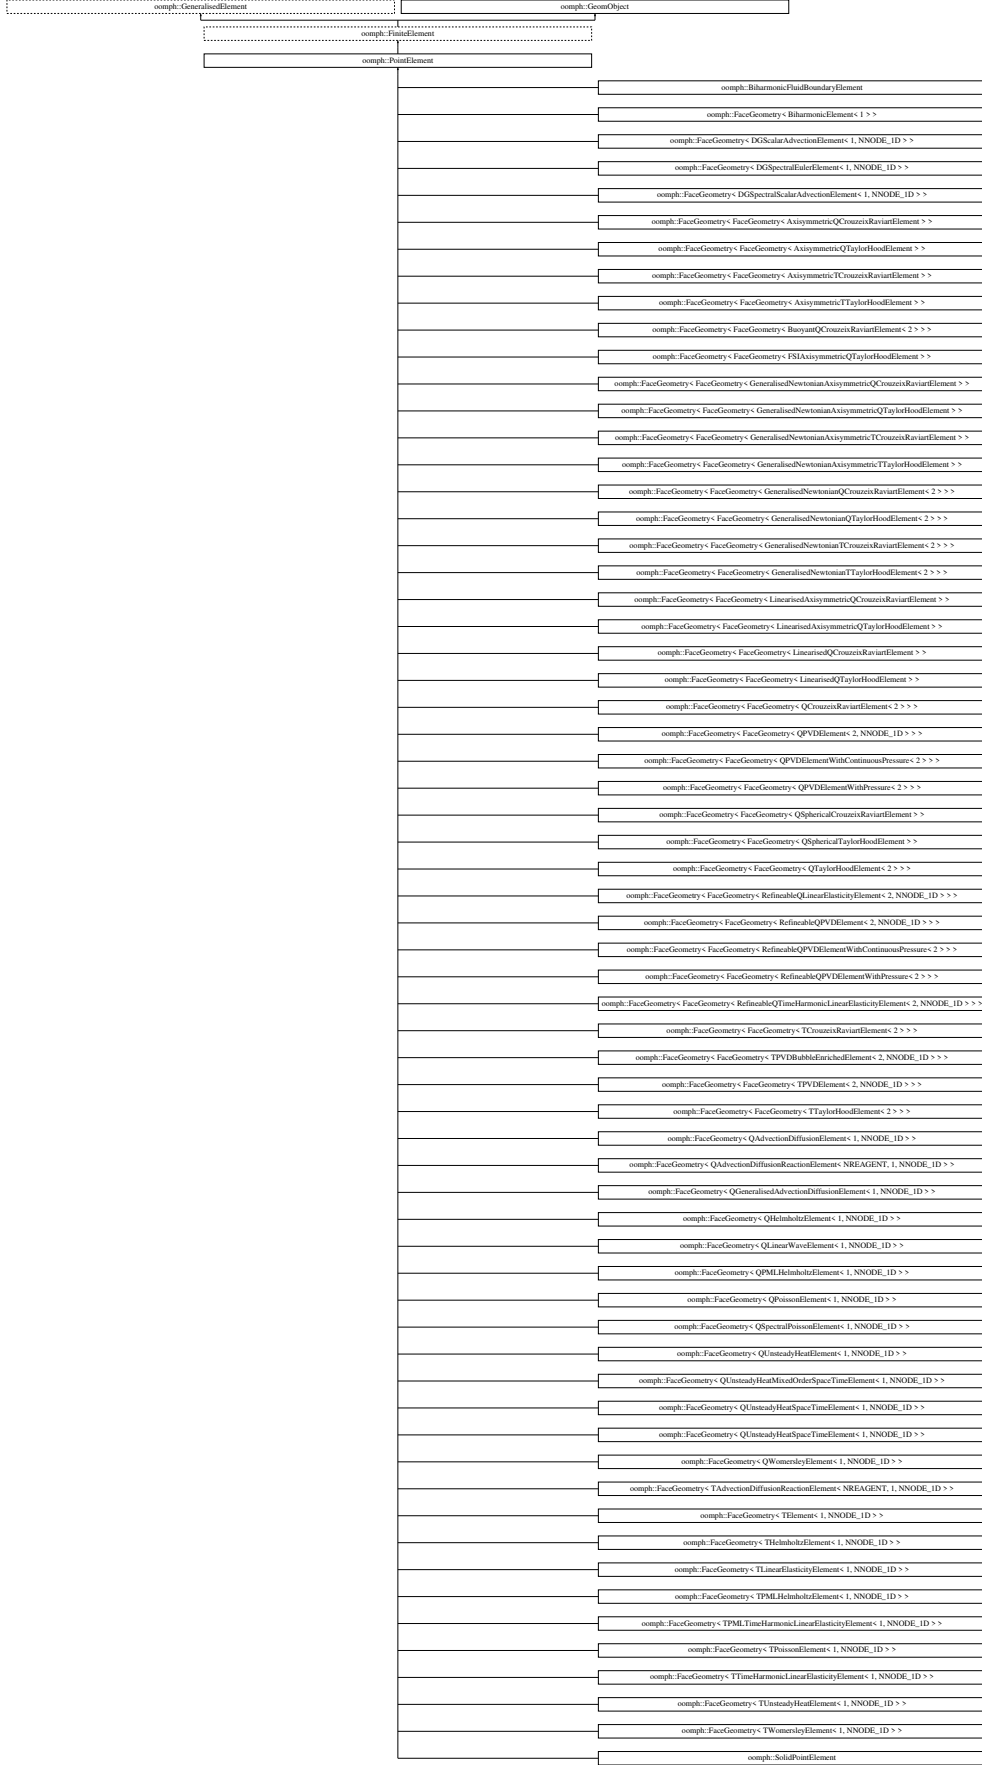 oomph::GeneralisedElement
oomph::GeomObject
oomph::FiniteElement
oomph::PointElement
oomph::BiharmonicFluidBoundaryElement
oomph::FaceGeometry< BiharmonicElement< 1 > >
oomph::FaceGeometry< DGScalarAdvectionElement< 1, NNODE_1D > >
oomph::FaceGeometry< DGSpectralEulerElement< 1, NNODE_1D > >
oomph::FaceGeometry< DGSpectralScalarAdvectionElement< 1, NNODE_1D > >
oomph::FaceGeometry< FaceGeometry< AxisymmetricQCrouzeixRaviartElement > >
oomph::FaceGeometry< FaceGeometry< AxisymmetricQTaylorHoodElement > >
oomph::FaceGeometry< FaceGeometry< AxisymmetricTCrouzeixRaviartElement > >
oomph::FaceGeometry< FaceGeometry< AxisymmetricTTaylorHoodElement > >
oomph::FaceGeometry< FaceGeometry< BuoyantQCrouzeixRaviartElement< 2 > > >
oomph::FaceGeometry< FaceGeometry< FSIAxisymmetricQTaylorHoodElement > >
oomph::FaceGeometry< FaceGeometry< GeneralisedNewtonianAxisymmetricQCrouzeixRaviartElement > >
oomph::FaceGeometry< FaceGeometry< GeneralisedNewtonianAxisymmetricQTaylorHoodElement > >
oomph::FaceGeometry< FaceGeometry< GeneralisedNewtonianAxisymmetricTCrouzeixRaviartElement > >
oomph::FaceGeometry< FaceGeometry< GeneralisedNewtonianAxisymmetricTTaylorHoodElement > >
oomph::FaceGeometry< FaceGeometry< GeneralisedNewtonianQCrouzeixRaviartElement< 2 > > >
oomph::FaceGeometry< FaceGeometry< GeneralisedNewtonianQTaylorHoodElement< 2 > > >
oomph::FaceGeometry< FaceGeometry< GeneralisedNewtonianTCrouzeixRaviartElement< 2 > > >
oomph::FaceGeometry< FaceGeometry< GeneralisedNewtonianTTaylorHoodElement< 2 > > >
oomph::FaceGeometry< FaceGeometry< LinearisedAxisymmetricQCrouzeixRaviartElement > >
oomph::FaceGeometry< FaceGeometry< LinearisedAxisymmetricQTaylorHoodElement > >
oomph::FaceGeometry< FaceGeometry< LinearisedQCrouzeixRaviartElement > >
oomph::FaceGeometry< FaceGeometry< LinearisedQTaylorHoodElement > >
oomph::FaceGeometry< FaceGeometry< QCrouzeixRaviartElement< 2 > > >
oomph::FaceGeometry< FaceGeometry< QPVDElement< 2, NNODE_1D > > >
oomph::FaceGeometry< FaceGeometry< QPVDElementWithContinuousPressure< 2 > > >
oomph::FaceGeometry< FaceGeometry< QPVDElementWithPressure< 2 > > >
oomph::FaceGeometry< FaceGeometry< QSphericalCrouzeixRaviartElement > >
oomph::FaceGeometry< FaceGeometry< QSphericalTaylorHoodElement > >
oomph::FaceGeometry< FaceGeometry< QTaylorHoodElement< 2 > > >
oomph::FaceGeometry< FaceGeometry< RefineableQLinearElasticityElement< 2, NNODE_1D > > >
oomph::FaceGeometry< FaceGeometry< RefineableQPVDElement< 2, NNODE_1D > > >
oomph::FaceGeometry< FaceGeometry< RefineableQPVDElementWithContinuousPressure< 2 > > >
oomph::FaceGeometry< FaceGeometry< RefineableQPVDElementWithPressure< 2 > > >
oomph::FaceGeometry< FaceGeometry< RefineableQTimeHarmonicLinearElasticityElement< 2, NNODE_1D > > >
oomph::FaceGeometry< FaceGeometry< TCrouzeixRaviartElement< 2 > > >
oomph::FaceGeometry< FaceGeometry< TPVDBubbleEnrichedElement< 2, NNODE_1D > > >
oomph::FaceGeometry< FaceGeometry< TPVDElement< 2, NNODE_1D > > >
oomph::FaceGeometry< FaceGeometry< TTaylorHoodElement< 2 > > >
oomph::FaceGeometry< QAdvectionDiffusionElement< 1, NNODE_1D > >
oomph::FaceGeometry< QAdvectionDiffusionReactionElement< NREAGENT, 1, NNODE_1D > >
oomph::FaceGeometry< QGeneralisedAdvectionDiffusionElement< 1, NNODE_1D > >
oomph::FaceGeometry< QHelmholtzElement< 1, NNODE_1D > >
oomph::FaceGeometry< QLinearWaveElement< 1, NNODE_1D > >
oomph::FaceGeometry< QPMLHelmholtzElement< 1, NNODE_1D > >
oomph::FaceGeometry< QPoissonElement< 1, NNODE_1D > >
oomph::FaceGeometry< QSpectralPoissonElement< 1, NNODE_1D > >
oomph::FaceGeometry< QUnsteadyHeatElement< 1, NNODE_1D > >
oomph::FaceGeometry< QUnsteadyHeatMixedOrderSpaceTimeElement< 1, NNODE_1D > >
oomph::FaceGeometry< QUnsteadyHeatSpaceTimeElement< 1, NNODE_1D > >
oomph::FaceGeometry< QUnsteadyHeatSpaceTimeElement< 1, NNODE_1D > >
oomph::FaceGeometry< QWomersleyElement< 1, NNODE_1D > >
oomph::FaceGeometry< TAdvectionDiffusionReactionElement< NREAGENT, 1, NNODE_1D > >
oomph::FaceGeometry< TElement< 1, NNODE_1D > >
oomph::FaceGeometry< THelmholtzElement< 1, NNODE_1D > >
oomph::FaceGeometry< TLinearElasticityElement< 1, NNODE_1D > >
oomph::FaceGeometry< TPMLHelmholtzElement< 1, NNODE_1D > >
oomph::FaceGeometry< TPMLTimeHarmonicLinearElasticityElement< 1, NNODE_1D > >
oomph::FaceGeometry< TPoissonElement< 1, NNODE_1D > >
oomph::FaceGeometry< TTimeHarmonicLinearElasticityElement< 1, NNODE_1D > >
oomph::FaceGeometry< TUnsteadyHeatElement< 1, NNODE_1D > >
oomph::FaceGeometry< TWomersleyElement< 1, NNODE_1D > >
oomph::SolidPointElement